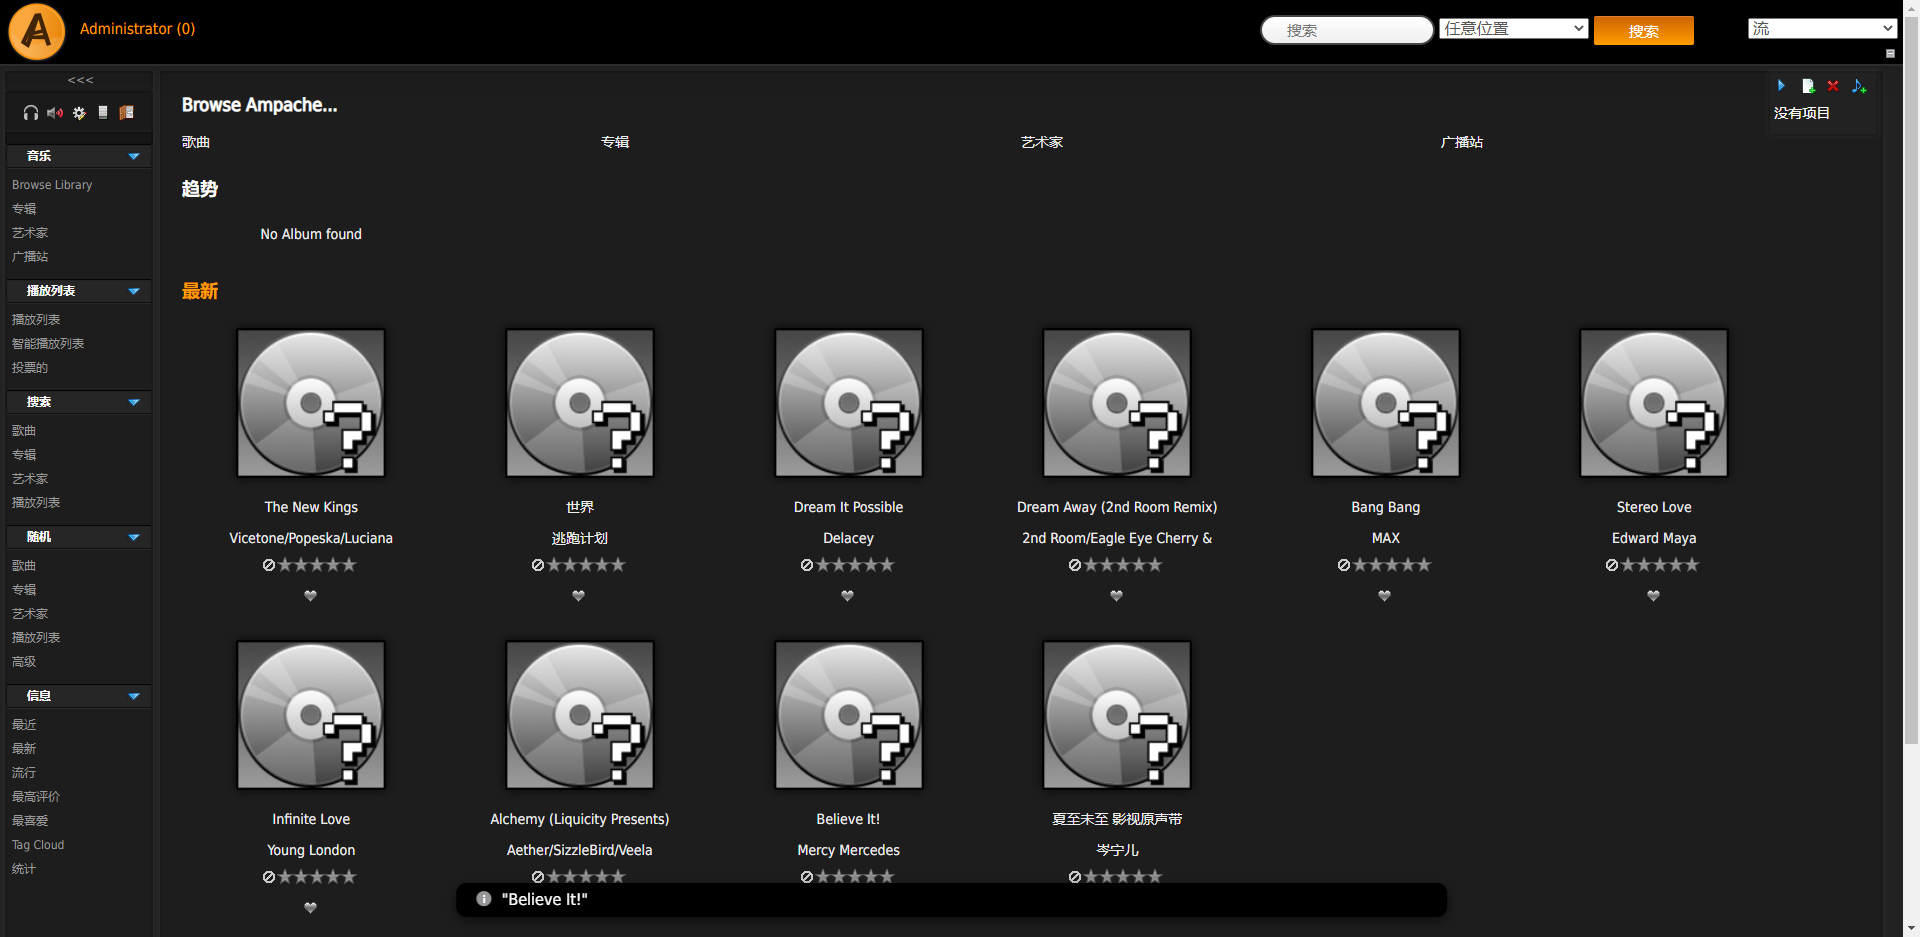 Administrator (0)
搜索
任意位置
搜索
流
<<<
音乐
Browse Library
专辑
艺术家
广播站
播放列表
播放列表
智能播放列表
投票的
搜索
歌曲
专辑
艺术家
播放列表
随机
歌曲
专辑
艺术家
播放列表
高级
信息
最近
最新
流行
最高评价
最喜爱
Tag Cloud
统计
Browse Ampache...
歌曲 专辑 艺术家 广播站
没有项目
趋势
No Album found
最新
The New Kings
Vicetone/Popeska/Luciana
世界
逃跑计划
Dream It Possible
Delacey
Dream Away (2nd Room Remix)
2nd Room/Eagle Eye Cherry &
Bang Bang
MAX
Stereo Love
Edward Maya
Infinite Love
Young London
Alchemy (Liquicity Presents)
Aether/SizzleBird/Veela
Believe It!
Mercy Mercedes
夏至未至 影视原声带
岑宁儿
"Believe It!"